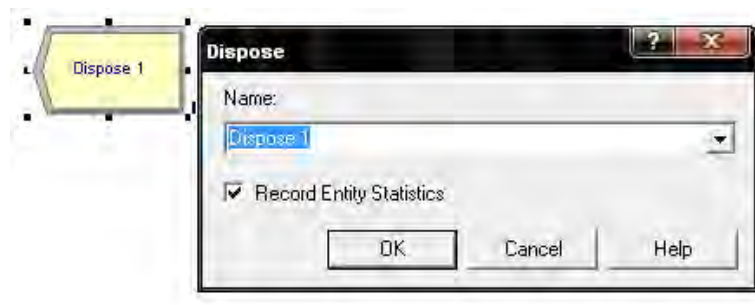 Dispose 1
Dispose
?
Name:
Dispose 1
Record Entity Statistics
OK
Cancel
Help